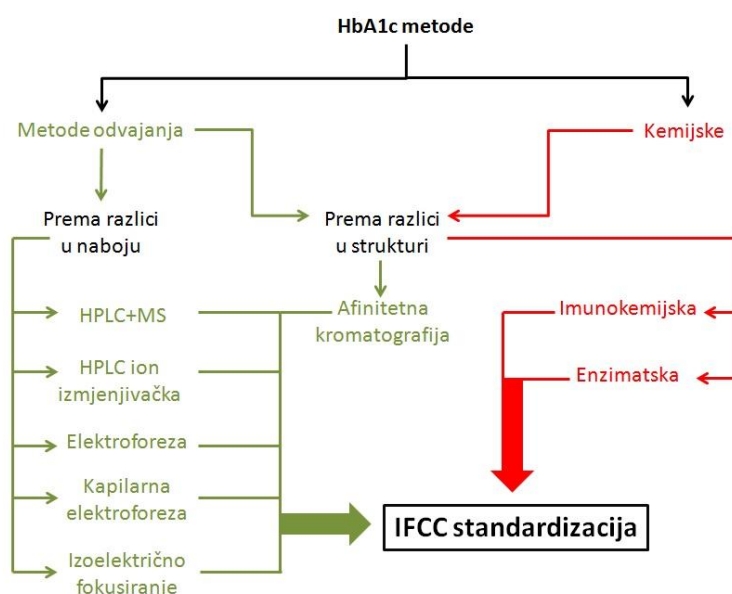 HbA1c metode
Metode odvajanja
Kemijske
Prema razlici
u naboju
Prema razlici
u strukturi
HPLC+MS
Afinitetna
kromatografija
Imunokemijska
HPLC ion
izmjenjivačka
Enzimatska
Elektroforeza
Kapilarna
elektroforeza
IFCC standardizacija
Izoelektrično
fokusiranje